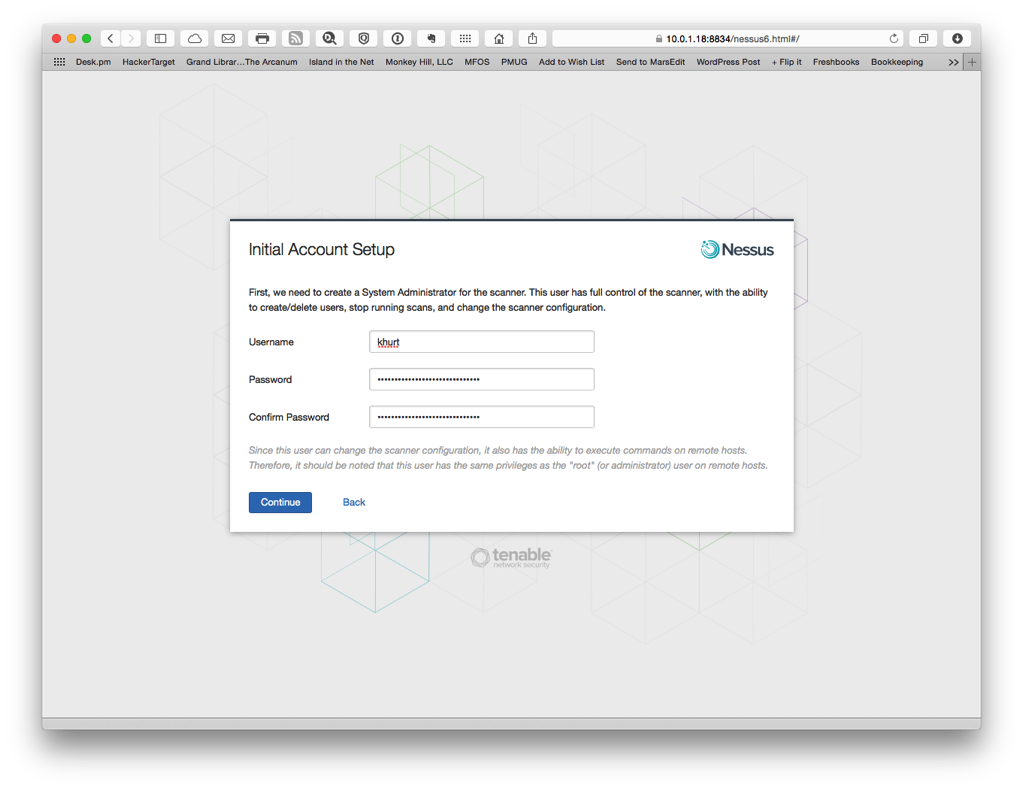 10.0.1.18:8834/nessus6.html#/
Desk.pm HackerTarget Grand Librar...The Arcanum Island in the Net Monkey Hill, LLC MFOS PMUG Add to Wish List Send to MarsEdit WordPress Post + Flip it Freshbooks Bookkeeping >> +
Initial Account Setup
Nessus
First, we need to create a System Administrator for the scanner. This user has full control of the scanner, with the ability
to create/delete users, stop running scans, and change the scanner configuration.
Username khurt
Password ••••••••••••••••••••••••••••••
Confirm Password ••••••••••••••••••••••••••••••
Since this user can change the scanner configuration, it also has the ability to execute commands on remote hosts.
Therefore, it should be noted that this user has the same privileges as the "root" (or administrator) user on remote hosts.
Continue Back
tenable
network security